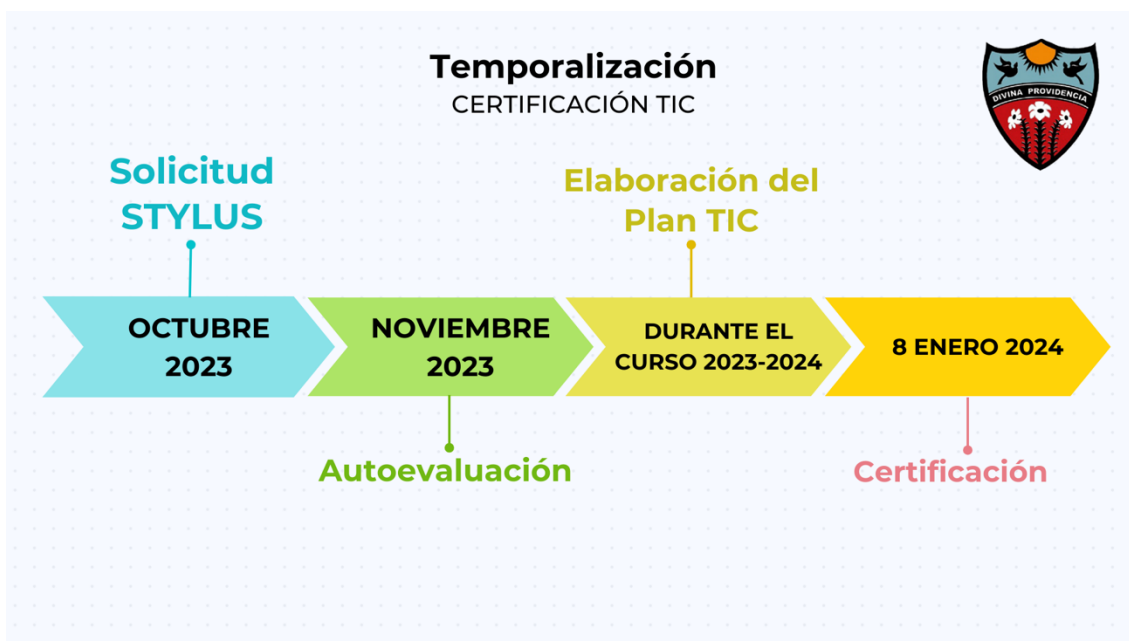 Temporalización
CERTIFICACIÓN TIC
DIVINA PROVIDENCIA
Solicitud
STYLUS
Elaboración del
Plan TIC
OCTUBRE
2023
NOVIEMBRE
2023
DURANTE EL
CURSO 2023-2024
8 ENERO 2024
Autoevaluación
Certificación